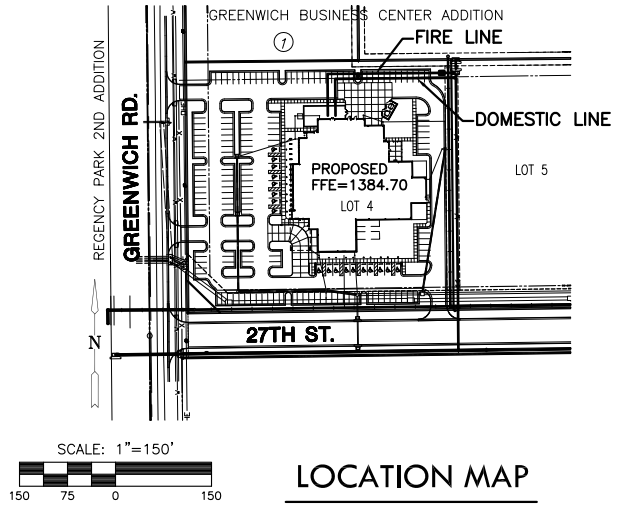 GREENWICH BUSINESS CENTER ADDITION
1
FIRE LINE
REGENCY PARK 2ND ADDITION
GREENWICH RD.
DOMESTIC LINE
PROPOSED
FFE=1384.70
LOT 4
LOT 5
N
27TH ST.
SCALE: 1"=150'
150 75 0 150
LOCATION MAP